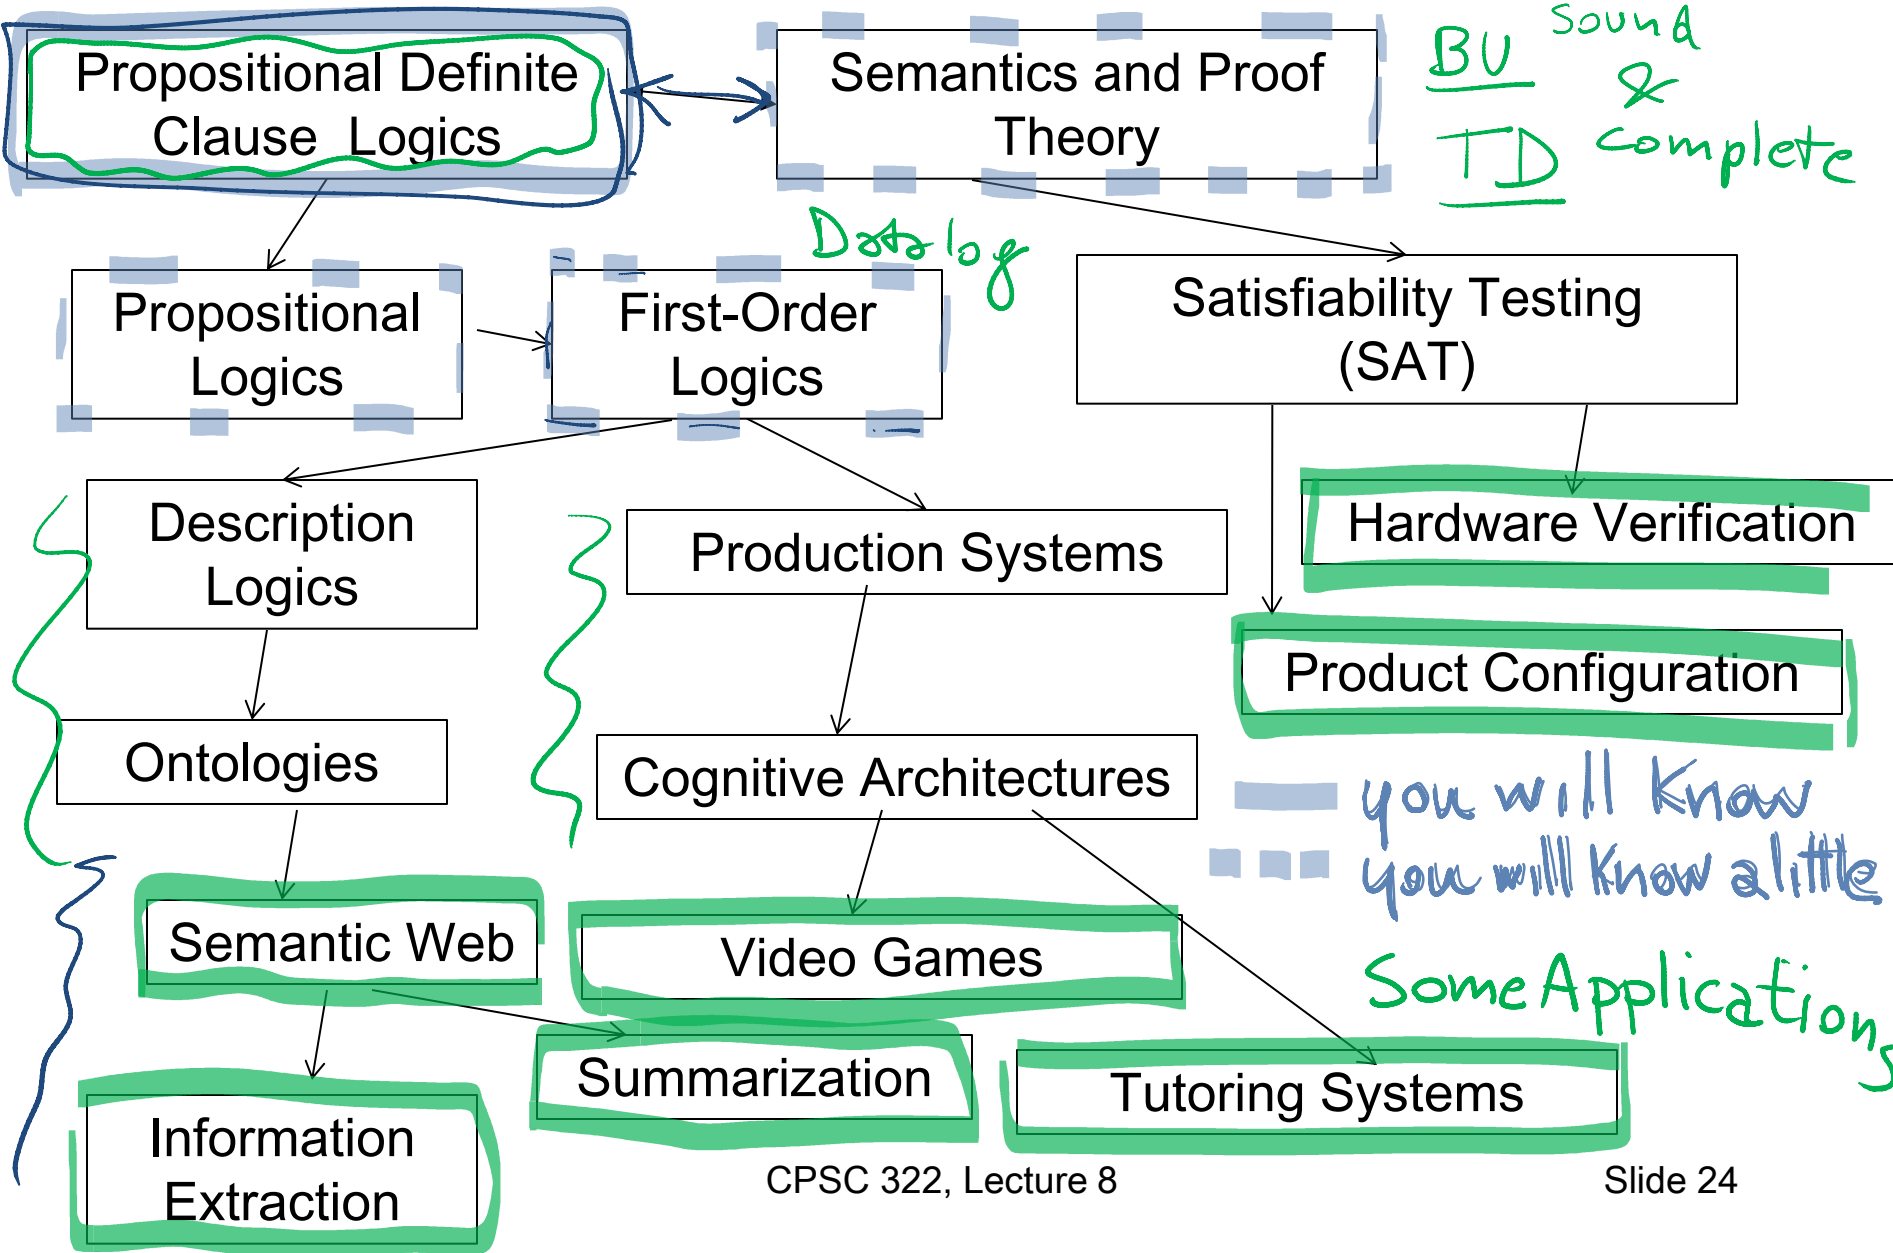 Propositional Definite
Clause Logics
Semantics and Proof
Theory
BU
TD
Sound
&
complete
Datalog
Propositional
Logics
First-Order
Logics
Satisfiability Testing
(SAT)
Description
Logics
Production Systems
Hardware Verification
Product Configuration
Ontologies
Cognitive Architectures
you will know
you will know a little
Semantic Web
Video Games
Some Applications
Summarization
Tutoring Systems
Information
Extraction
CPSC 322, Lecture 8
Slide 24